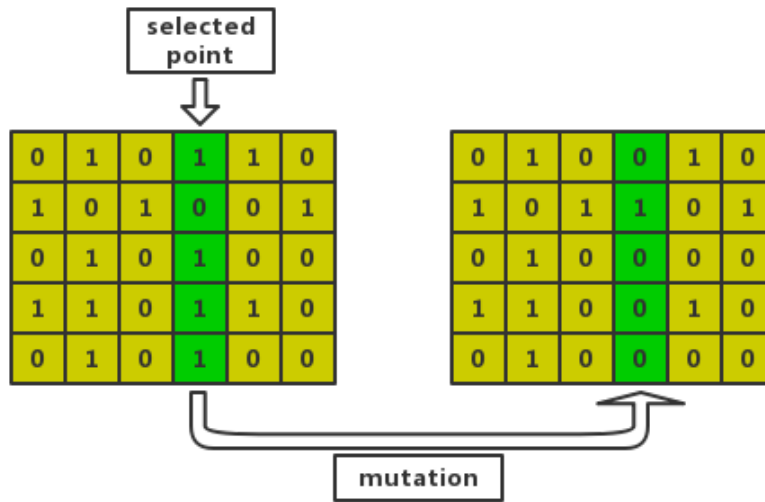 selected
point
0 1 0 1 1 0
1 0 1 0 0 1
0 1 0 1 0 0
1 1 0 1 1 0
0 1 0 1 0 0
0 1 0 0 1 0
1 0 1 1 0 1
0 1 0 0 0 0
1 1 0 0 1 0
0 1 0 0 0 0
mutation